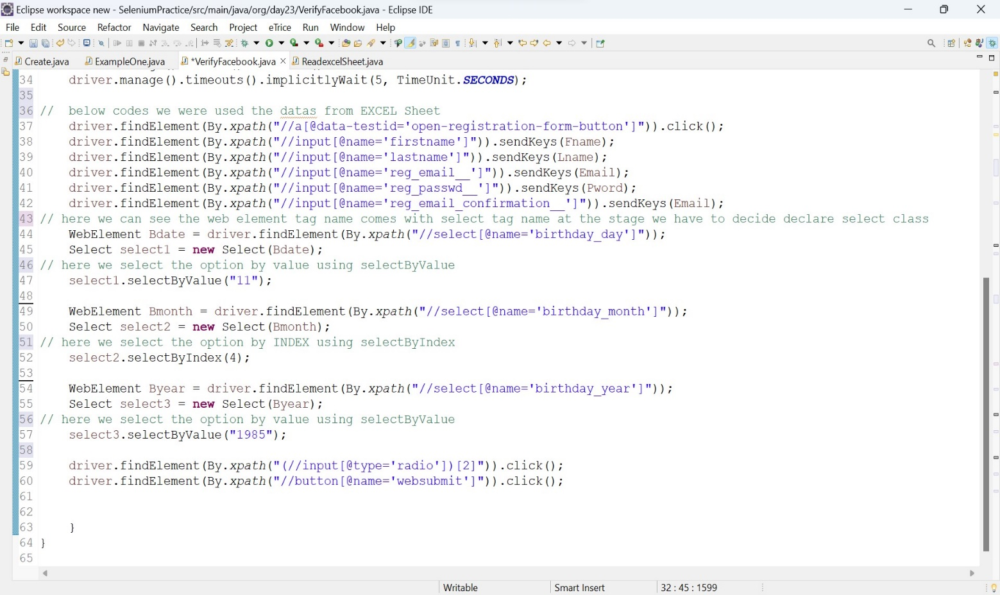 Eclipse workspace new - SeleniumPractice/src/main/java/org/day23/VerifyFacebook.java - Eclipse IDE
File Edit Source Refactor Navigate Search Project eTrice Run Window Help
Create.java ExampleOne.java *VerifyFacebook.java ReadexcelSheet.java
34 driver.manage().timeouts().implicitlyWait(5, TimeUnit.SECONDS);
35
36 // below codes we were used the datas from EXCEL Sheet
37 driver.findElement(By.xpath("//a[@data-testid='open-registration-form-button']")).click();
38 driver.findElement(By.xpath("//input[@name='firstname']")).sendKeys(Fname);
39 driver.findElement(By.xpath("//input[@name='lastname']")).sendKeys(Lname);
40 driver.findElement(By.xpath("//input[@name='reg_email__']")).sendKeys(Email);
41 driver.findElement(By.xpath("//input[@name='reg_passwd__']")).sendKeys(Pword);
42 driver.findElement(By.xpath("//input[@name='reg_email_confirmation__']")).sendKeys(Email);
43 // here we can see the web element tag name comes with select tag name at the stage we have to decide declare select class
44 WebElement Bdate = driver.findElement(By.xpath("//select[@name='birthday_day']"));
45 Select select1 = new Select(Bdate);
46 // here we select the option by value using selectByValue
47 select1.selectByValue("11");
48
49 WebElement Bmonth = driver.findElement(By.xpath("//select[@name='birthday_month']"));
50 Select select2 = new Select(Bmonth);
51 // here we select the option by INDEX using selectByIndex
52 select2.selectByIndex(4);
53
54 WebElement Byear = driver.findElement(By.xpath("//select[@name='birthday_year']"));
55 Select select3 = new Select(Byear);
56 // here we select the option by value using selectByValue
57 select3.selectByValue("1985");
58
59 driver.findElement(By.xpath("(//input[@type='radio'])[2]")).click();
60 driver.findElement(By.xpath("//button[@name='websubmit']")).click();
61
62
63 }
64 }
65
Writable Smart Insert 32 : 45 : 1599